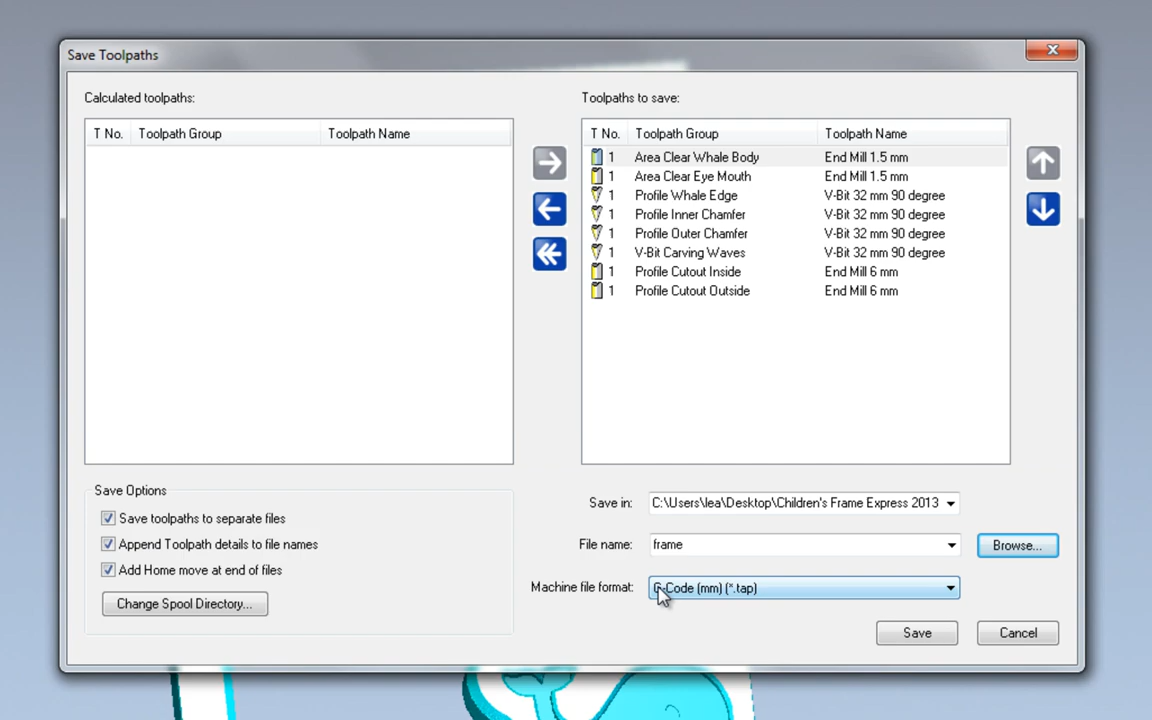 Save Toolpaths
Calculated toolpaths:
T No. Toolpath Group Toolpath Name
Toolpaths to save:
T No. Toolpath Group Toolpath Name
1 Area Clear Whale Body End Mill 1.5 mm
1 Area Clear Eye Mouth End Mill 1.5 mm
1 Profile Whale Edge V-Bit 32 mm 90 degree
1 Profile Inner Chamfer V-Bit 32 mm 90 degree
1 Profile Outer Chamfer V-Bit 32 mm 90 degree
1 V-Bit Carving Waves V-Bit 32 mm 90 degree
1 Profile Cutout Inside End Mill 6 mm
1 Profile Cutout Outside End Mill 6 mm
Save Options
Save toolpaths to separate files
Append Toolpath details to file names
Add Home move at end of files
Change Spool Directory...
Save in: C:\Users\lea\Desktop\Children's Frame Express 2013
File name: frame
Browse...
Machine file format: G-Code (mm) (*.tap)
Save
Cancel